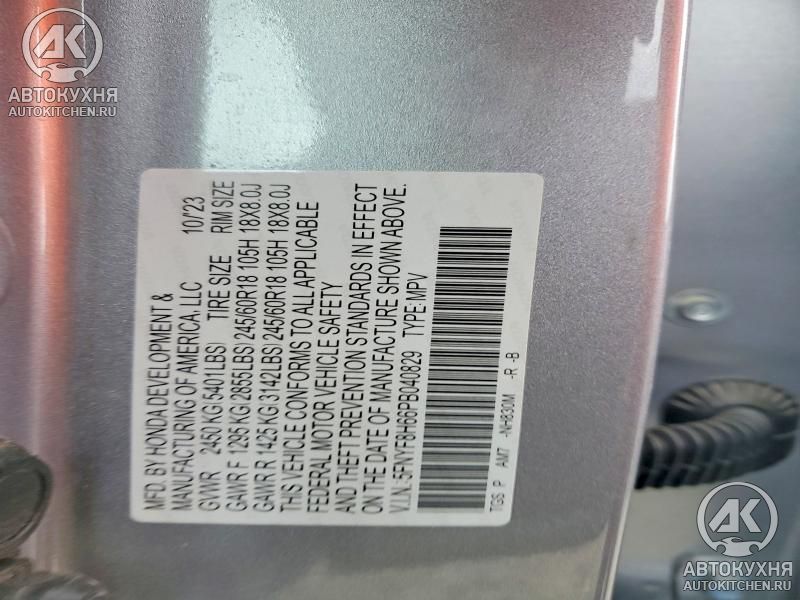 AK
АВТОКУХНЯ
AUTOKITCHEN.RU
MFD. BY HONDA DEVELOPMENT &
MANUFACTURING OF AMERICA, LLC 10/'23
GVWR 2450 KG(5401LBS) TIRE SIZE RIM SIZE
GAWR F 1295 KG(2855LBS) 245/60R18 105H 18X8.0J
GAWR R 1425 KG(3142LBS) 245/60R18 105H 18X8.0J
THIS VEHICLE CONFORMS TO ALL APPLICABLE
FEDERAL MOTOR VEHICLE SAFETY
AND THEFT PREVENTION STANDARDS IN EFFECT
ON THE DATE OF MANUFACTURE SHOWN ABOVE.
V.I.N.:5FNYF8H66PB040829 TYPE:MPV
TGS P AM7 -NH830M -R -B
AK
АВТОКУХНЯ
AUTOKITCHEN.RU